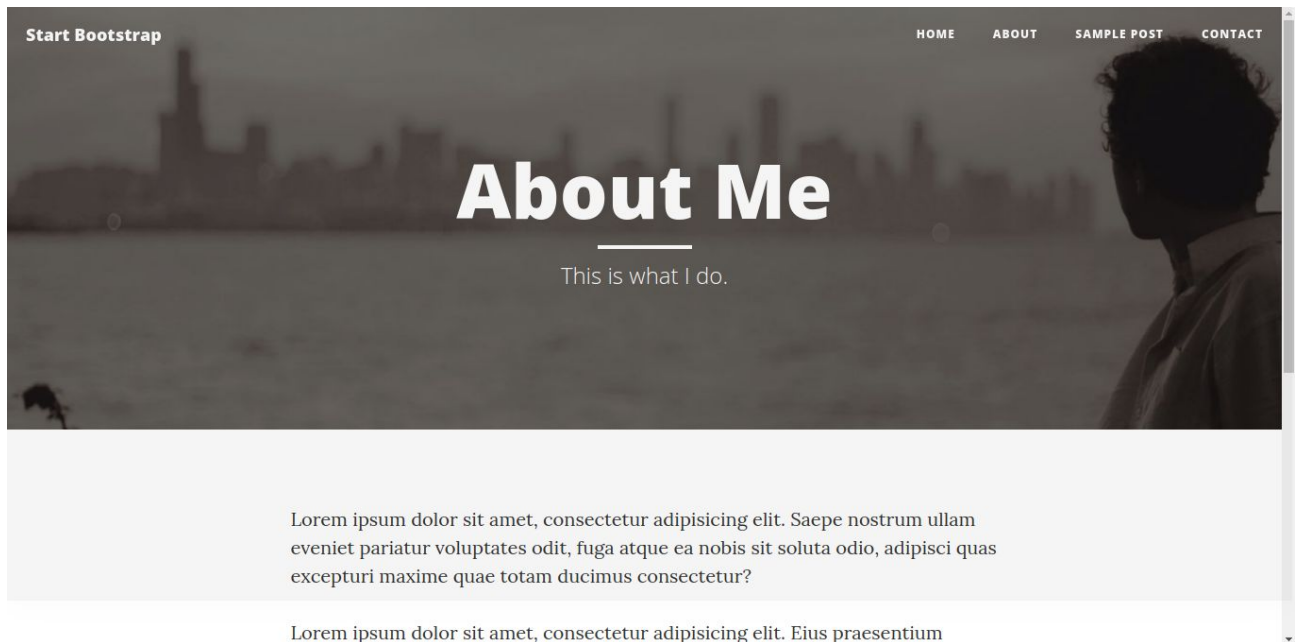 Start Bootstrap
HOME ABOUT SAMPLE POST CONTACT
About Me
This is what I do.
Lorem ipsum dolor sit amet, consectetur adipisicing elit. Saepe nostrum ullam
eveniet pariatur voluptates odit, fuga atque ea nobis sit soluta odio, adipisci quas
excepturi maxime quae totam ducimus consectetur?
Lorem ipsum dolor sit amet, consectetur adipisicing elit. Eius praesentium